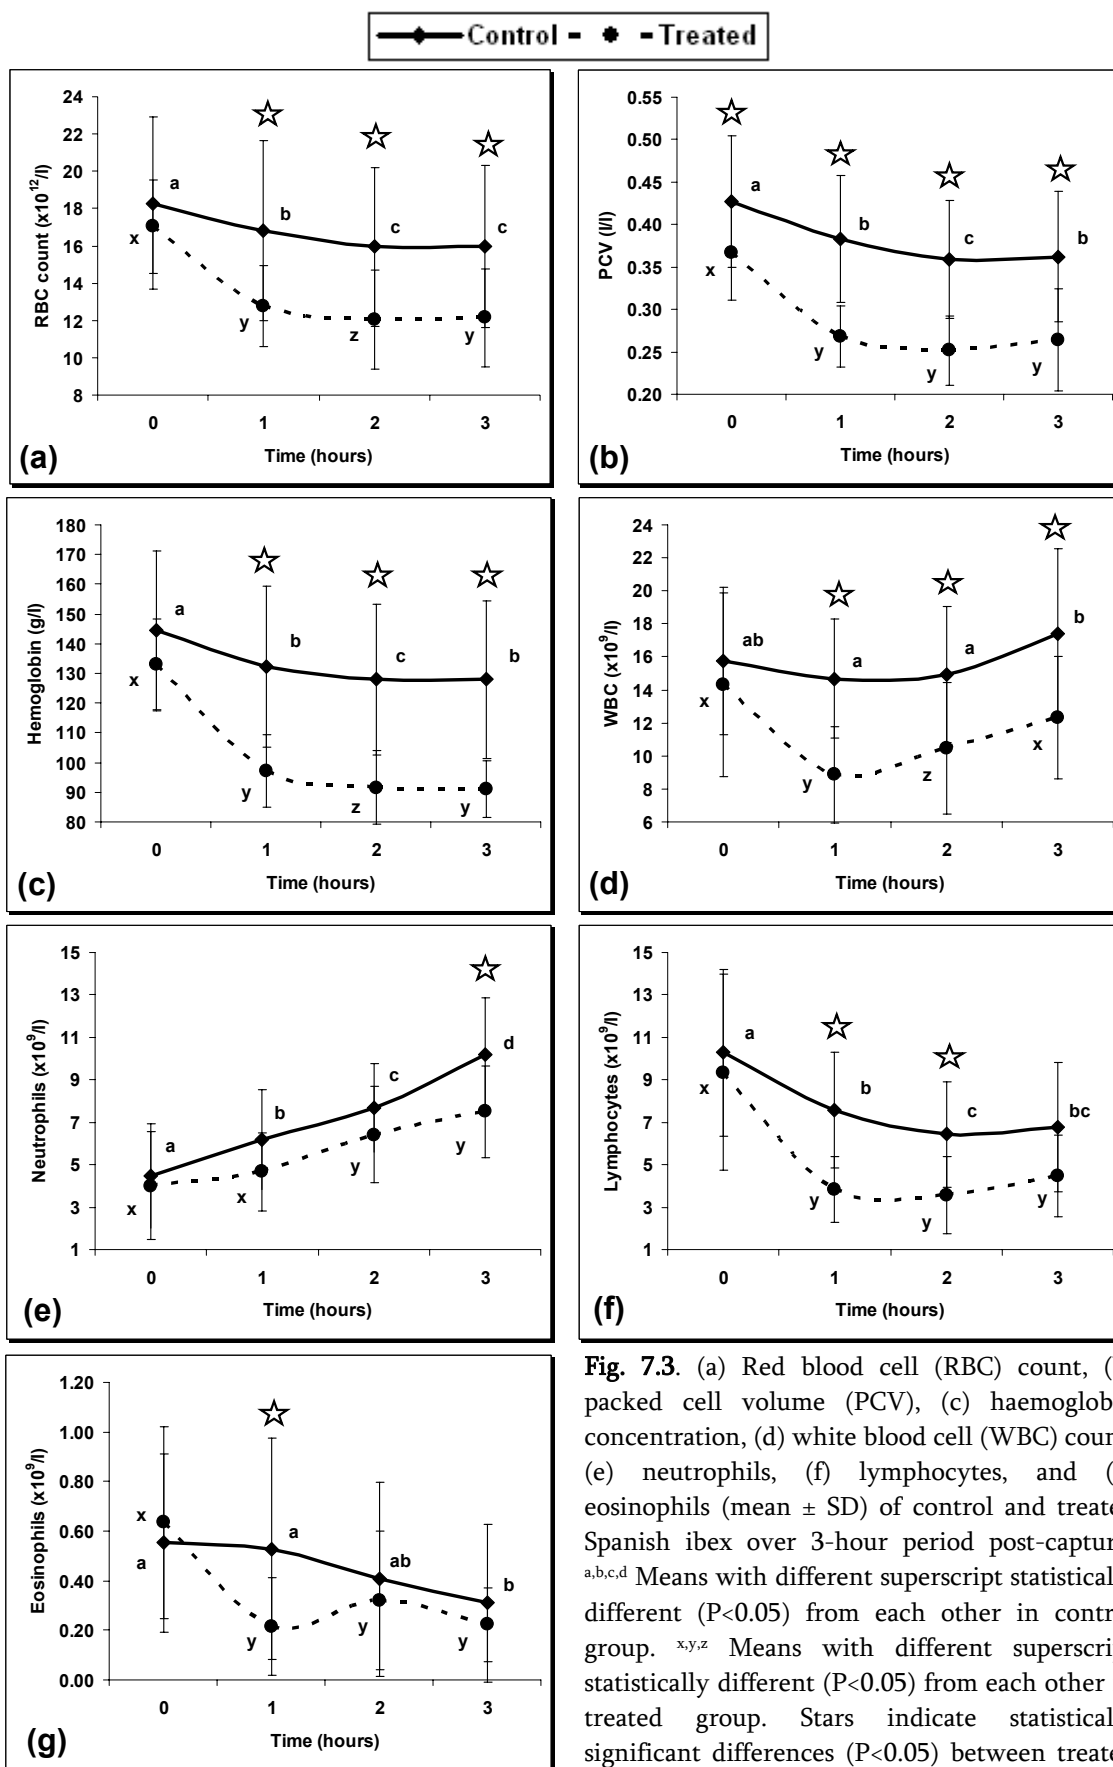 Control Treated
24
22
20
18
16
14
12
10
8
RBC count (x10¹²/l)
a
b
c
c
x
y
z
y
0 1 2 3
Time (hours)
(a)
0.55
0.50
0.45
0.40
0.35
0.30
0.25
0.20
PCV (l/l)
a
b
c
b
x
y
y
y
0 1 2 3
Time (hours)
(b)
180
170
160
150
140
130
120
110
100
90
80
Hemoglobin (g/l)
a
b
c
b
x
y
z
y
0 1 2 3
Time (hours)
(c)
24
22
20
18
16
14
12
10
8
6
WBC (x10⁹/l)
ab
a
a
b
x
y
z
x
0 1 2 3
Time (hours)
(d)
15
13
11
9
7
5
3
1
Neutrophils (x10⁹/l)
a
b
c
d
x
x
y
y
0 1 2 3
Time (hours)
(e)
15
13
11
9
7
5
3
1
Lymphocytes (x10⁹/l)
a
b
c
bc
x
y
y
y
0 1 2 3
Time (hours)
(f)
1.20
1.00
0.80
0.60
0.40
0.20
0.00
Eosinophils (x10⁹/l)
x
a
a
ab
b
y
y
y
0 1 2 3
Time (hours)
(g)
Fig. 7.3. (a) Red blood cell (RBC) count, (
packed cell volume (PCV), (c) haemoglob
concentration, (d) white blood cell (WBC) coun
(e) neutrophils, (f) lymphocytes, and (
eosinophils (mean ± SD) of control and treate
Spanish ibex over 3-hour period post-captur
a,b,c,d Means with different superscript statistical
different (P<0.05) from each other in contr
group. x,y,z Means with different superscri
statistically different (P<0.05) from each other
treated group. Stars indicate statistical
significant differences (P<0.05) between treate